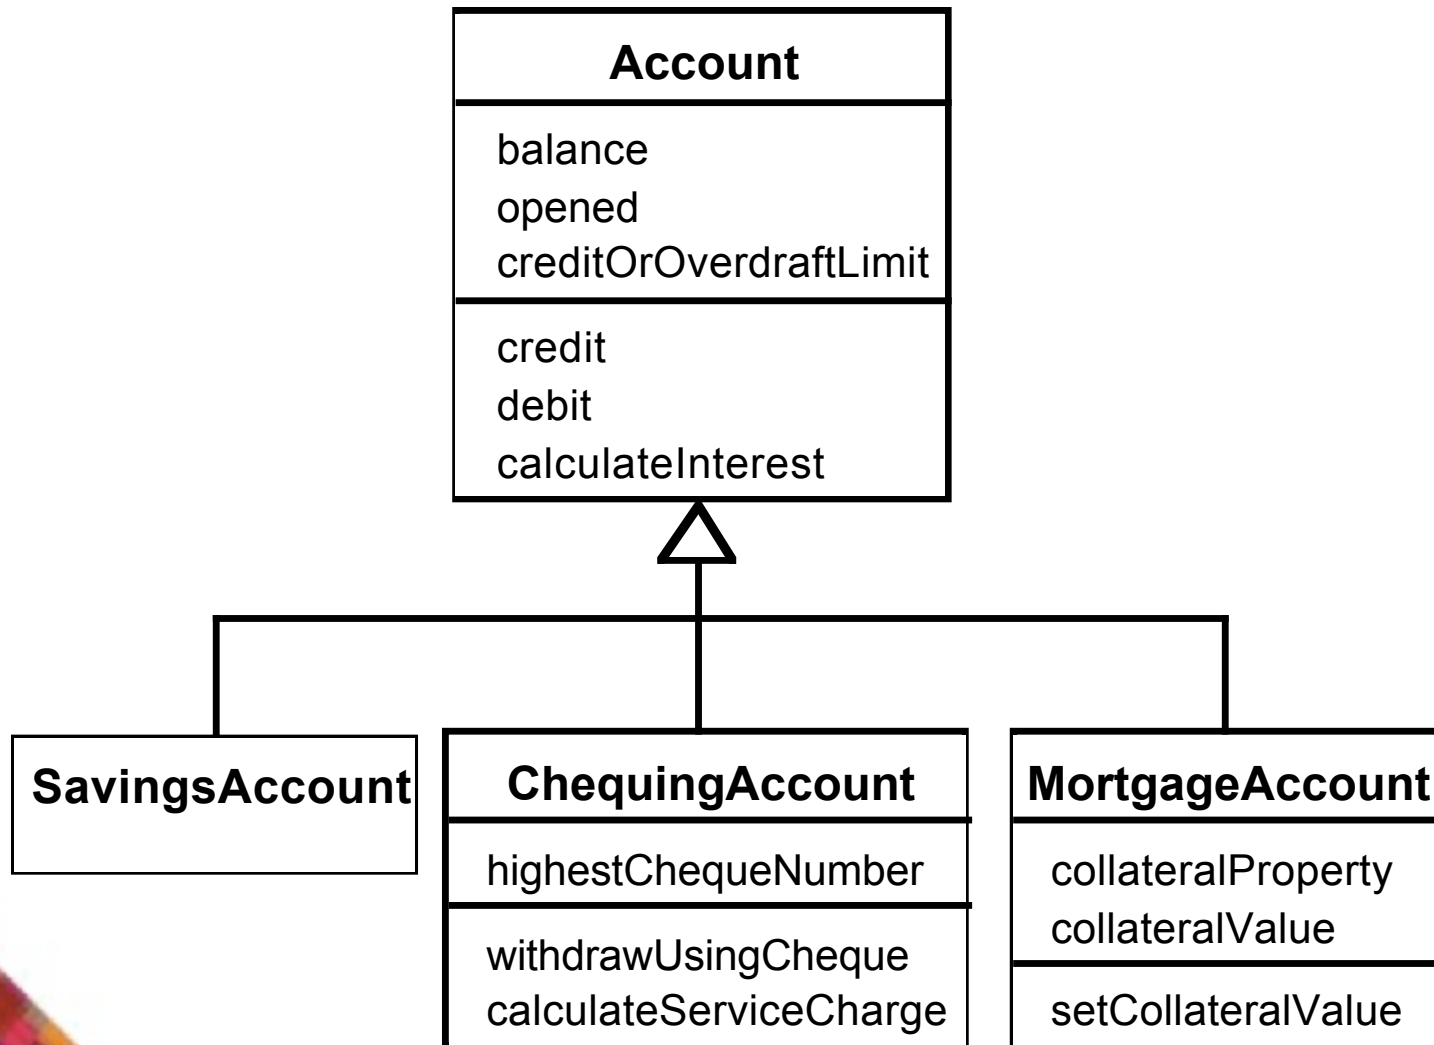 Account
balance
opened
creditOrOverdraftLimit
credit
debit
calculateInterest
SavingsAccount
ChequingAccount
highestChequeNumber
withdrawUsingCheque
calculateServiceCharge
MortgageAccount
collateralProperty
collateralValue
setCollateralValue